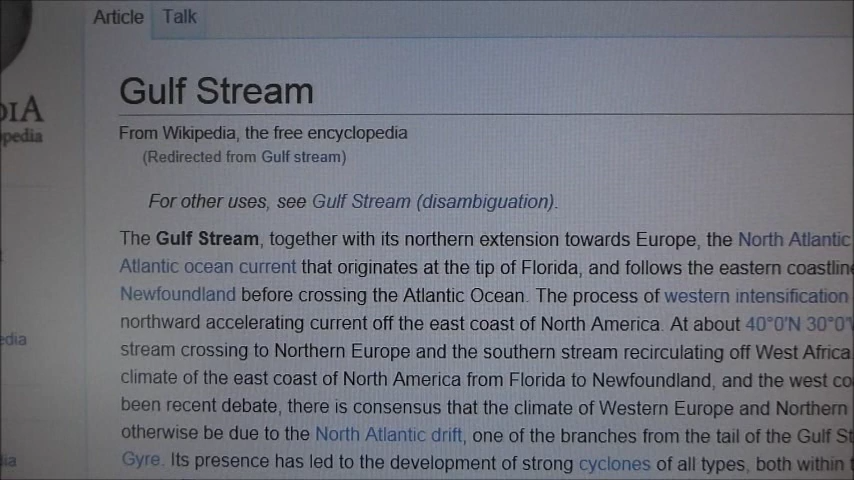 Article Talk
DIA
pedia
Gulf Stream
From Wikipedia, the free encyclopedia
(Redirected from Gulf stream)
For other uses, see Gulf Stream (disambiguation).
The Gulf Stream, together with its northern extension towards Europe, the North Atlantic
Atlantic ocean current that originates at the tip of Florida, and follows the eastern coastline
Newfoundland before crossing the Atlantic Ocean. The process of western intensification
northward accelerating current off the east coast of North America. At about 40°0′N 30°0′
stream crossing to Northern Europe and the southern stream recirculating off West Africa
climate of the east coast of North America from Florida to Newfoundland, and the west co
been recent debate, there is consensus that the climate of Western Europe and Northern
edia
otherwise be due to the North Atlantic drift, one of the branches from the tail of the Gulf St
Gyre. Its presence has led to the development of strong cyclones of all types, both within
ia